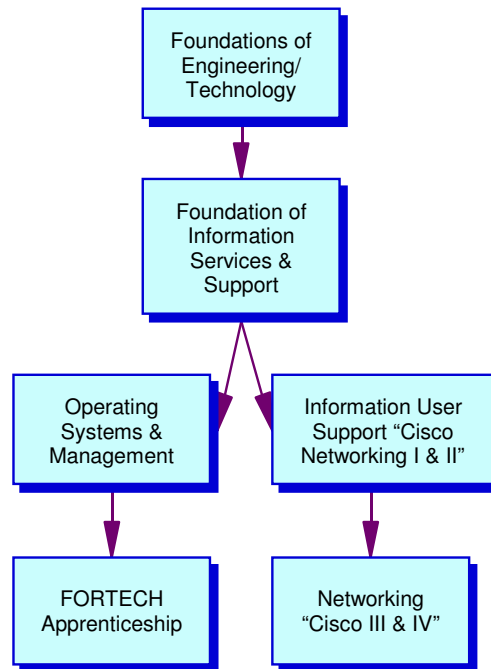 Foundations of
Engineering/
Technology
Foundation of
Information
Services &
Support
Operating
Systems &
Management
Information User
Support “Cisco
Networking I & II”
FORTECH
Apprenticeship
Networking
“Cisco III & IV”